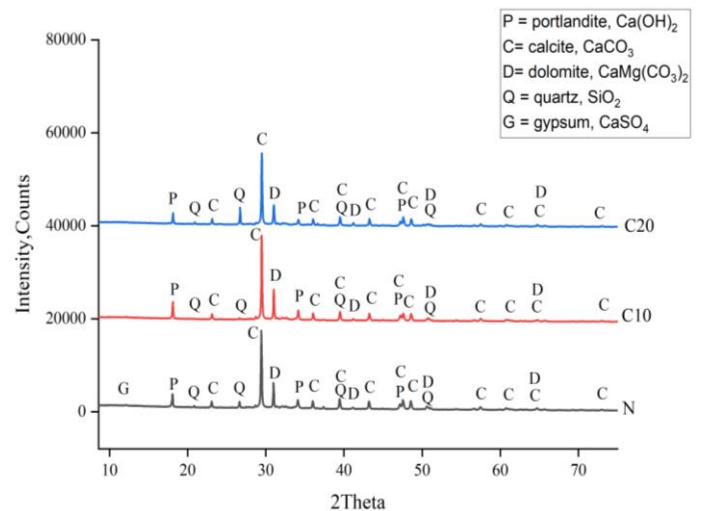 P = portlandite, Ca(OH)₂
C= calcite, CaCO₃
D= dolomite, CaMg(CO₃)₂
Q = quartz, SiO₂
G = gypsum, CaSO₄
80000
60000
40000
20000
0
Intensity,Counts
C
P Q C Q D P C C Q D C C P C D Q C C D C C
C20
C
P Q C Q D P C C Q D C C P C D Q C C D C C
C10
C
G P Q C Q D P C C Q D C C P C D Q C C D C C
N
10 20 30 40 50 60 70
2Theta